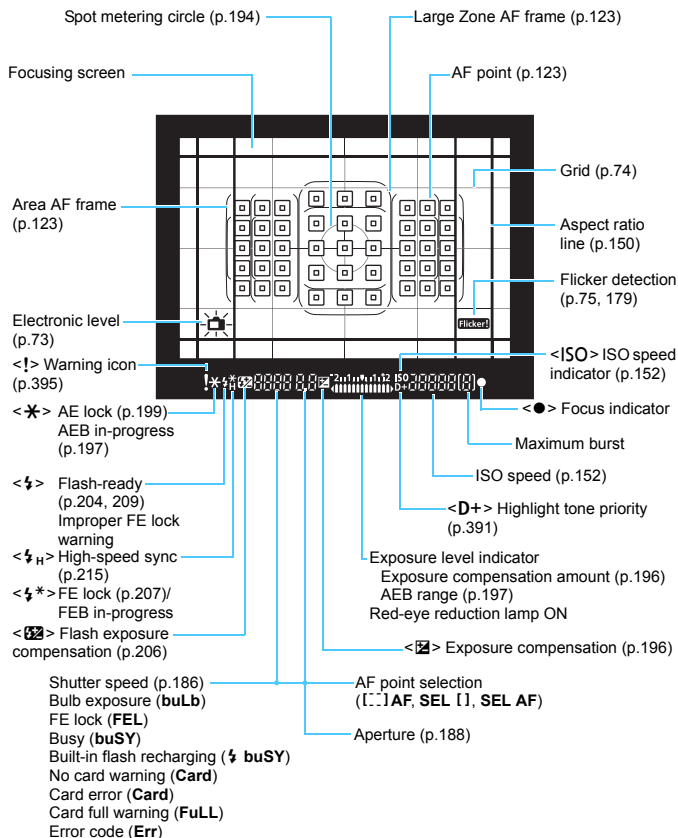 Spot metering circle (p.194)
Large Zone AF frame (p.123)
Focusing screen
AF point (p.123)
Grid (p.74)
Area AF frame
(p.123)
Aspect ratio
line (p.150)
Flicker detection
(p.75, 179)
Flicker!
Electronic level
(p.73)
<!> Warning icon
(p.395)
<ISO> ISO speed
indicator (p.152)
<✱> AE lock (p.199)
AEB in-progress
(p.197)
<●> Focus indicator
Maximum burst
ISO speed (p.152)
<D+> Highlight tone priority
(p.391)
<⚡> Flash-ready
(p.204, 209)
Improper FE lock
warning
<⚡H> High-speed sync
(p.215)
<⚡*> FE lock (p.207)/
FEB in-progress
<> Flash exposure
compensation (p.206)
Exposure level indicator
Exposure compensation amount (p.196)
AEB range (p.197)
Red-eye reduction lamp ON
<> Exposure compensation (p.196)
Shutter speed (p.186)
Bulb exposure (buLb)
FE lock (FEL)
Busy (buSY)
Built-in flash recharging (⚡ buSY)
No card warning (Card)
Card error (Card)
Card full warning (FuLL)
Error code (Err)
AF point selection
([ ] AF, SEL [ ], SEL AF)
Aperture (p.188)